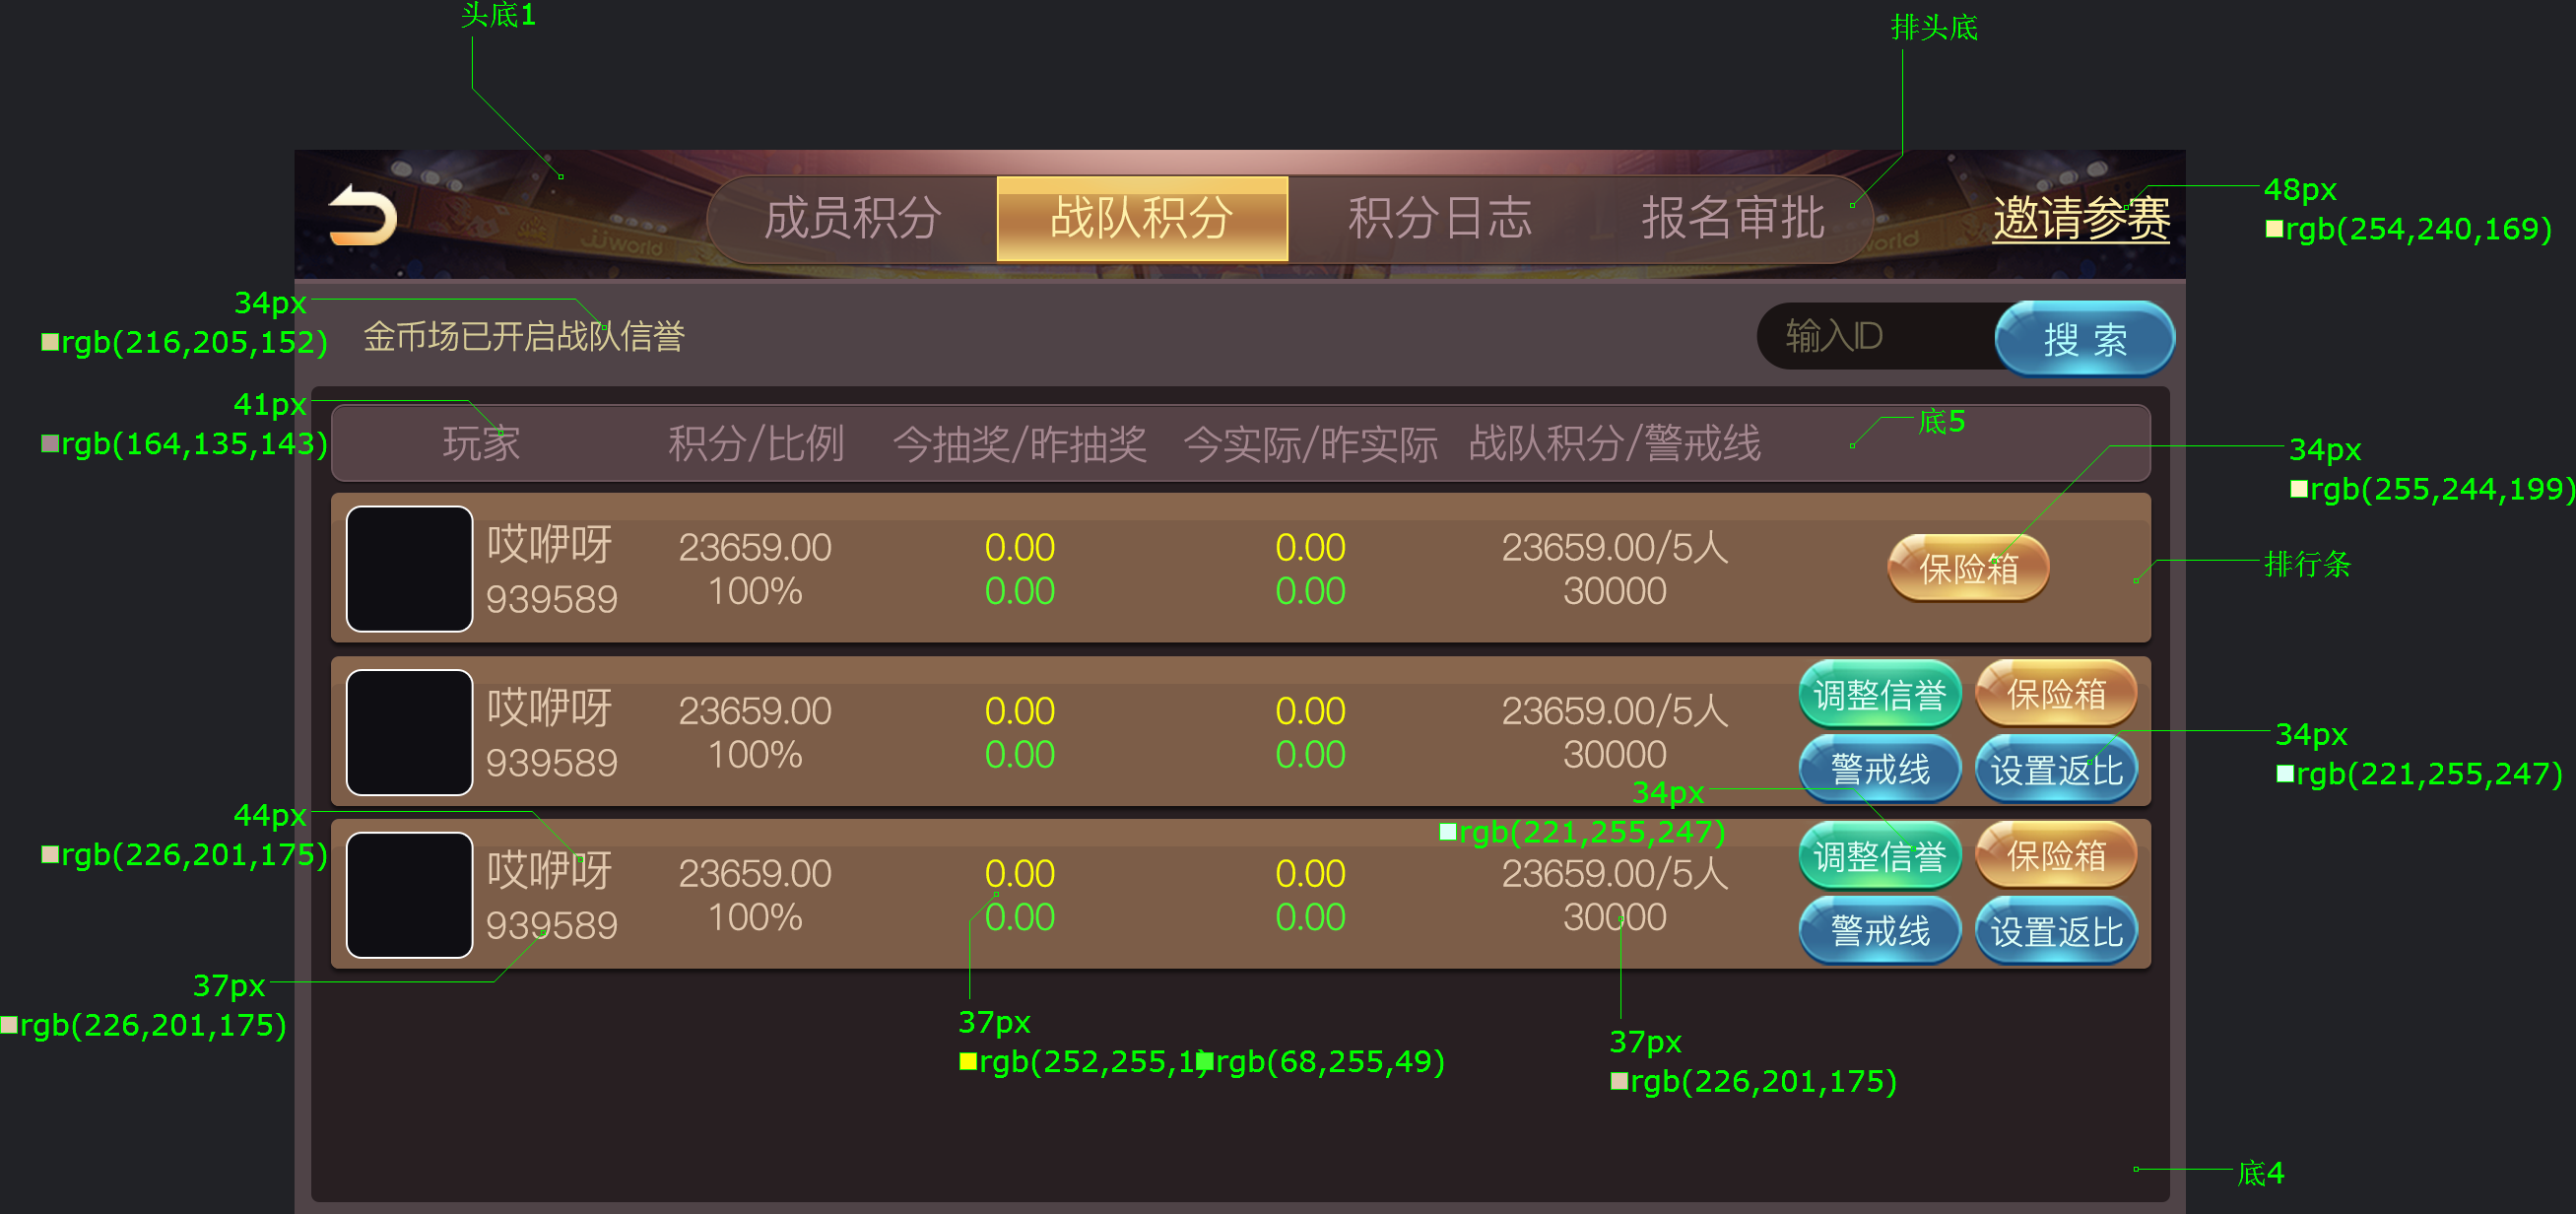 头底1
排头底
成员积分
战队积分
积分日志
报名审批
邀请参赛
JJworld
world
48px
rgb(254,240,169)
34px
rgb(216,205,152)
金币场已开启战队信誉
输入ID
搜 索
41px
rgb(164,135,143)
玩家
积分/比例
今抽奖/昨抽奖
今实际/昨实际
战队积分/警戒线
底5
34px
rgb(255,244,199)
哎咿呀
939589
23659.00
100%
0.00
0.00
0.00
0.00
23659.00/5人
30000
保险箱
排行条
哎咿呀
939589
23659.00
100%
0.00
0.00
0.00
0.00
23659.00/5人
30000
调整信誉
保险箱
警戒线
设置返比
34px
rgb(221,255,247)
34px
rgb(221,255,247)
44px
rgb(226,201,175)
哎咿呀
939589
23659.00
100%
0.00
0.00
0.00
0.00
23659.00/5人
30000
调整信誉
保险箱
警戒线
设置返比
37px
rgb(226,201,175)
37px
rgb(252,255,1)
rgb(68,255,49)
37px
rgb(226,201,175)
底4